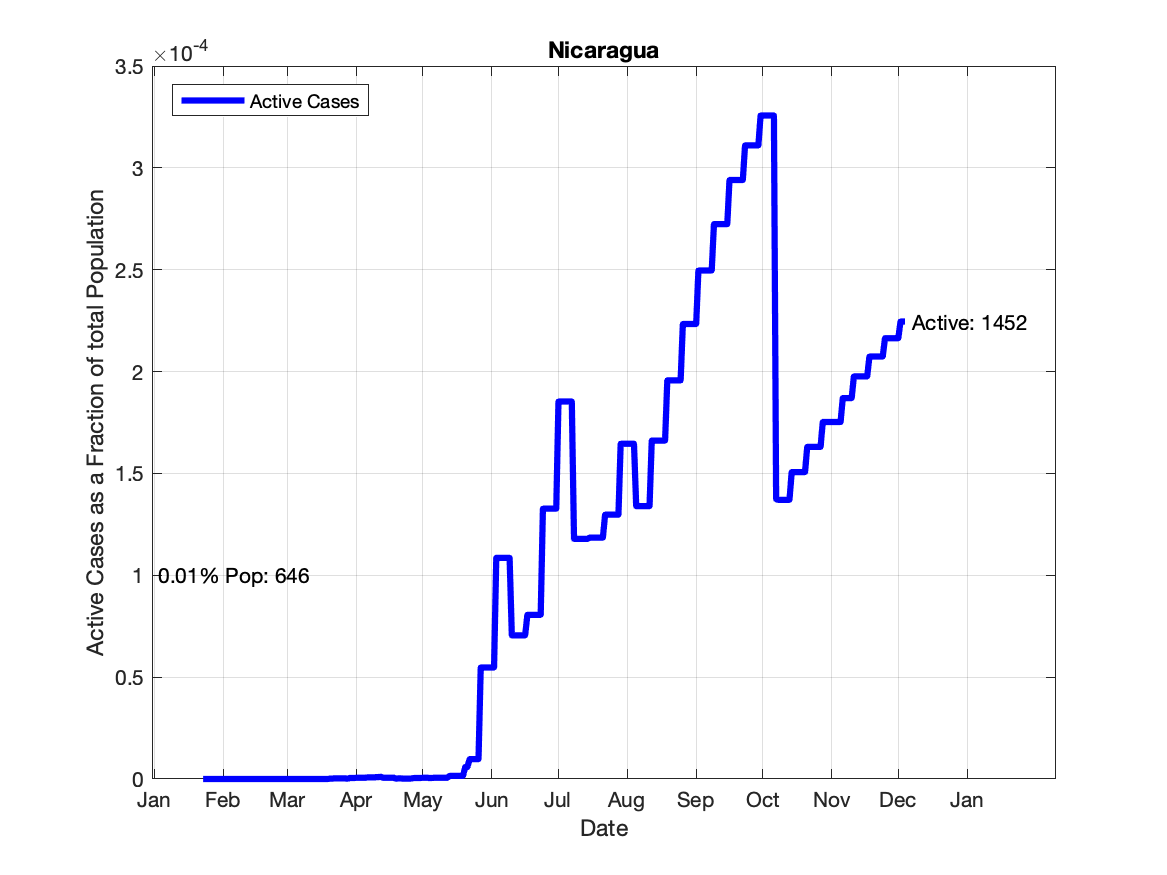 Nicaragua
×10-4
3.5
3
2.5
2
1.5
1
0.5
0
Active Cases as a Fraction of total Population
Active Cases
Active: 1452
0.01% Pop: 646
Jan Feb Mar Apr May Jun Jul Aug Sep Oct Nov Dec Jan
Date